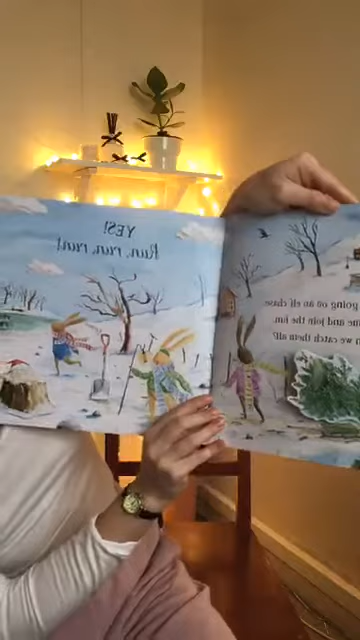 going on an elf chase.
and join the fun.
we catch them all?
YES!
Run, run, run!